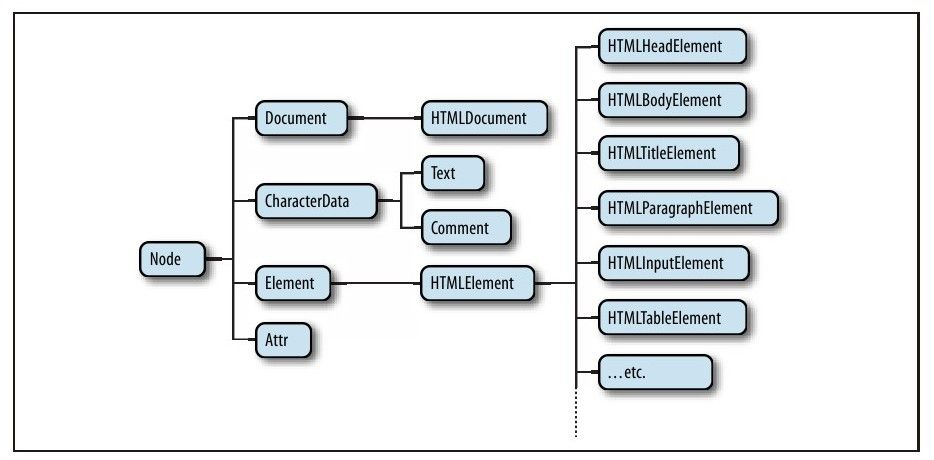 Node
Document
CharacterData
Element
Attr
HTMLDocument
Text
Comment
HTMLElement
HTMLHeadElement
HTMLBodyElement
HTMLTitleElement
HTMLParagraphElement
HTMLInputElement
HTMLTableElement
...etc.